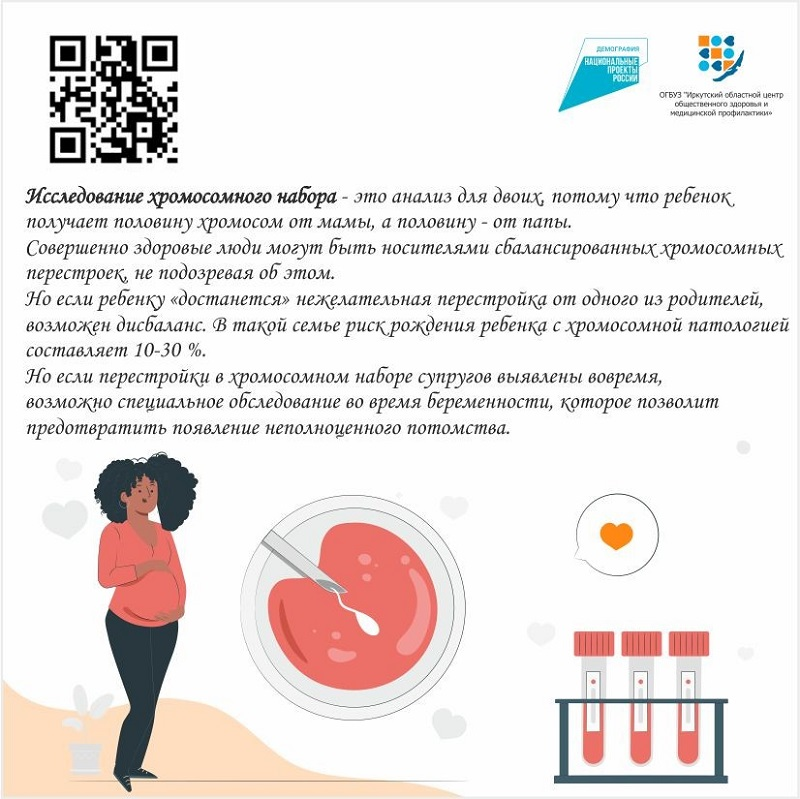 ДЕМОГРАФИЯ
НАЦИОНАЛЬНЫЕ
ПРОЕКТЫ
РОССИИ
ОГБУЗ "Иркутский областной центр
общественного здоровья и
медицинской профилактики»
Исследование хромосомного набора - это анализ для двоих, потому что ребенок
получает половину хромосом от мамы, а половину - от папы.
Совершенно здоровые люди могут быть носителями сбалансированных хромосомных
перестроек, не подозревая об этом.
Но если ребенку «достанется» нежелательная перестройка от одного из родителей,
возможен дисбаланс. В такой семье риск рождения ребенка с хромосомной патологией
составляет 10-30 %.
Но если перестройки в хромосомном наборе супругов выявлены вовремя,
возможно специальное обследование во время беременности, которое позволит
предотвратить появление неполноценного потомства.